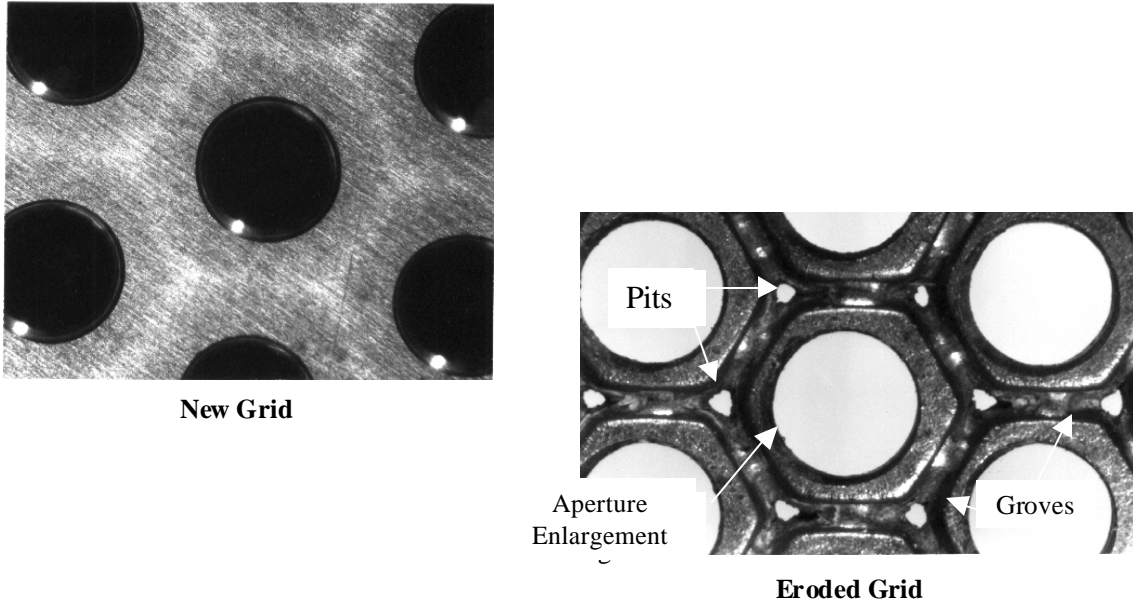 New Grid
Pits
Aperture
Enlargement
Groves
Eroded Grid